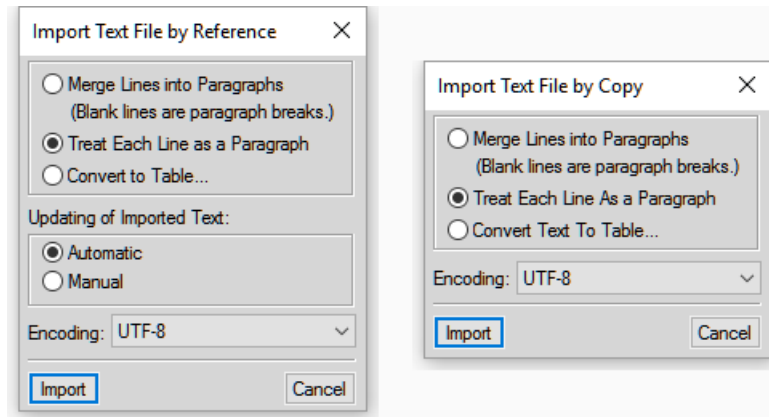 Import Text File by Reference
Merge Lines into Paragraphs
(Blank lines are paragraph breaks.)
Treat Each Line as a Paragraph
Convert to Table...
Updating of Imported Text:
Automatic
Manual
Encoding: UTF-8
Import Cancel
Import Text File by Copy
Merge Lines into Paragraphs
(Blank lines are paragraph breaks.)
Treat Each Line As a Paragraph
Convert Text To Table...
Encoding: UTF-8
Import Cancel